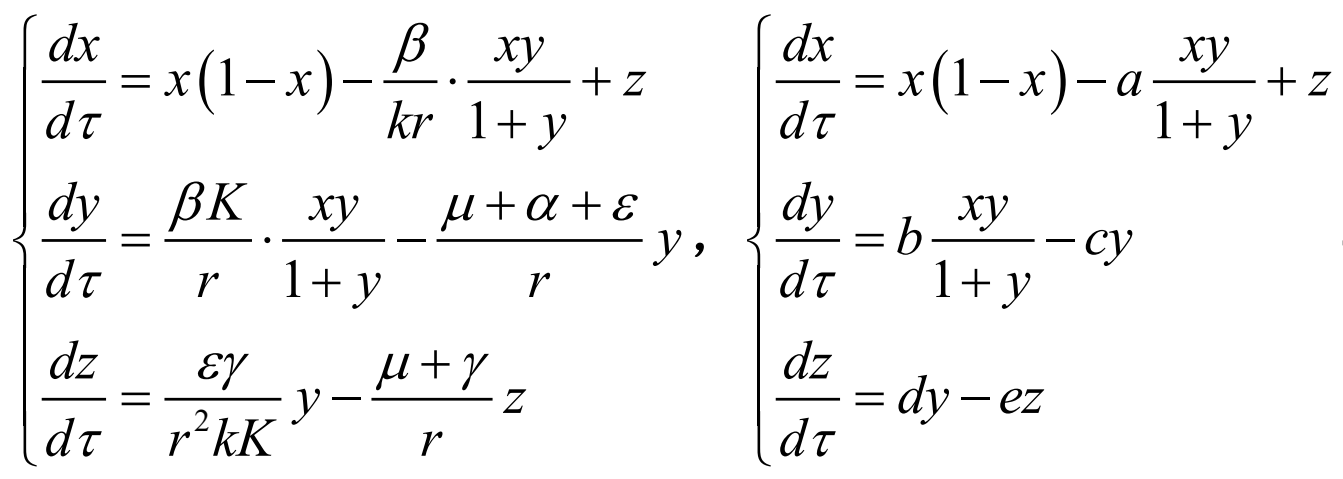 { dx/dτ = x(1−x) − β/kr · xy/(1+y) + z
dy/dτ = βK/r · xy/(1+y) − (μ+α+ε)/r y ,
dz/dτ = εγ/(r²kK) y − (μ+γ)/r z
{ dx/dτ = x(1−x) − a xy/(1+y) + z
dy/dτ = b xy/(1+y) − cy
dz/dτ = dy − ez